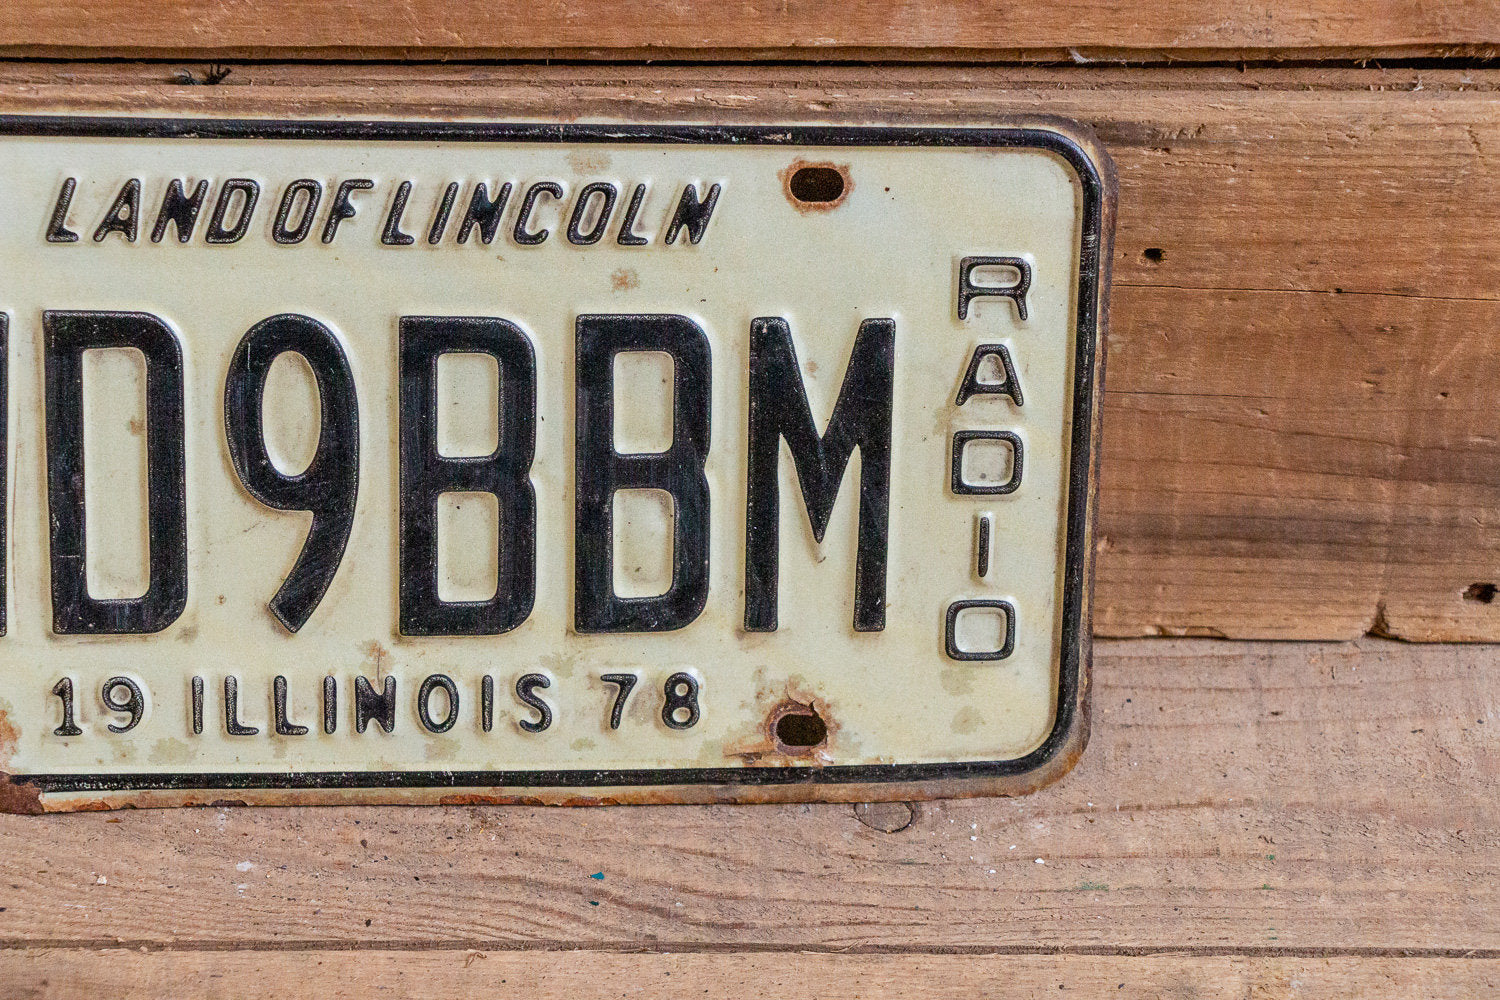 LAND OF LINCOLN
D9BBM
RADIO
19 ILLINOIS 78